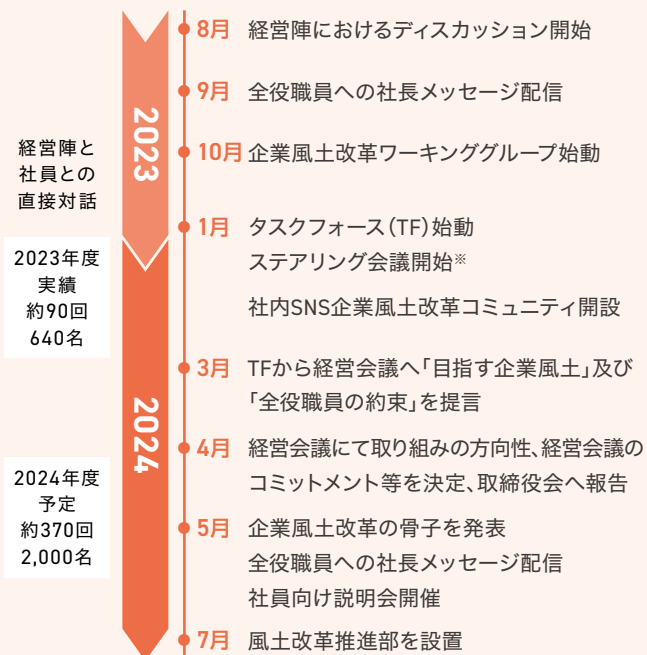 経営陣と
社員との
直接対話
2023年度
実績
約90回
640名
2024年度
予定
約370回
2,000名
2023
8月 経営陣におけるディスカッション開始
9月 全役職員への社長メッセージ配信
10月 企業風土改革ワーキンググループ始動
2024
1月 タスクフォース(TF)始動
ステアリング会議開始※
社内SNS企業風土改革コミュニティ開設
3月 TFから経営会議へ「目指す企業風土」及び
「全役職員の約束」を提言
4月 経営会議にて取り組みの方向性、経営会議の
コミットメント等を決定、取締役会へ報告
5月 企業風土改革の骨子を発表
全役職員への社長メッセージ配信
社員向け説明会開催
7月 風土改革推進部を設置